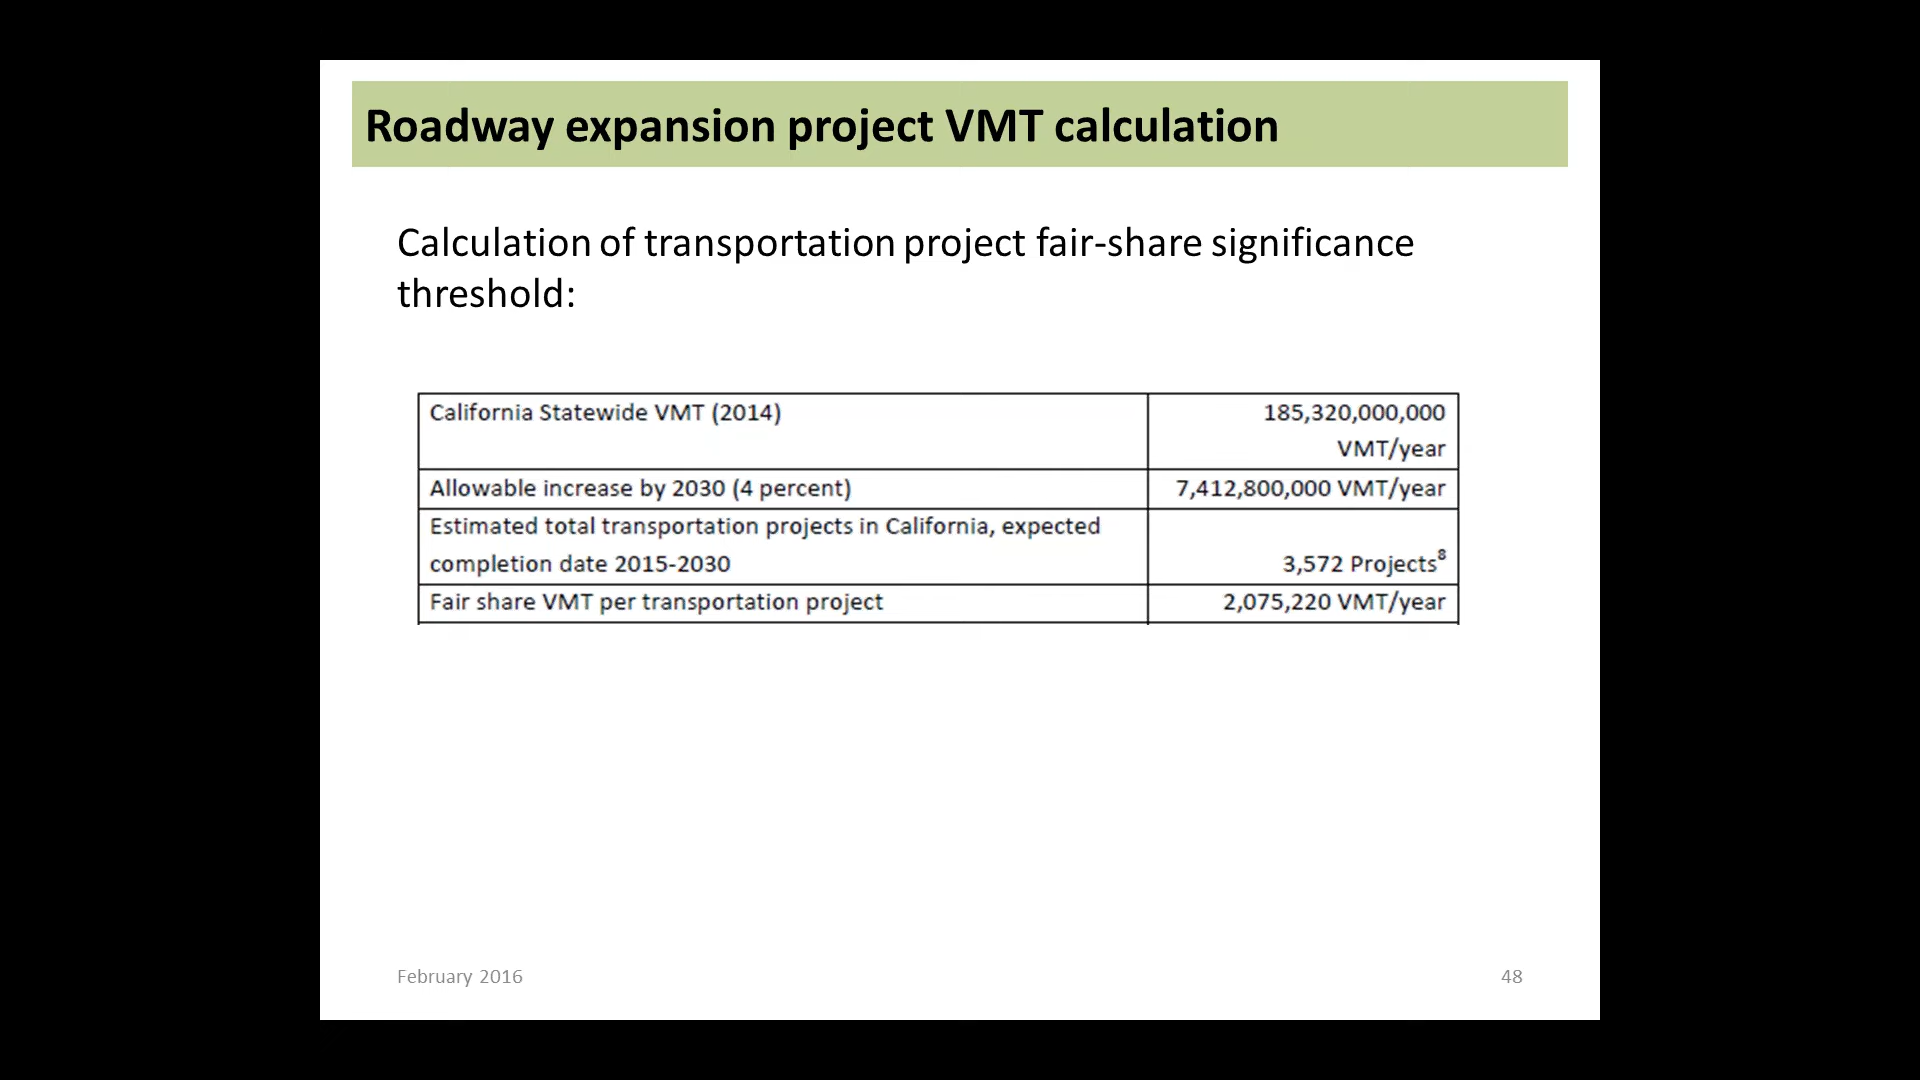 Roadway expansion project VMT calculation
Calculation of transportation project fair-share significance
threshold:
California Statewide VMT (2014) 185,320,000,000
VMT/year
Allowable increase by 2030 (4 percent) 7,412,800,000 VMT/year
Estimated total transportation projects in California, expected
completion date 2015-2030 3,572 Projects⁸
Fair share VMT per transportation project 2,075,220 VMT/year
February 2016 48